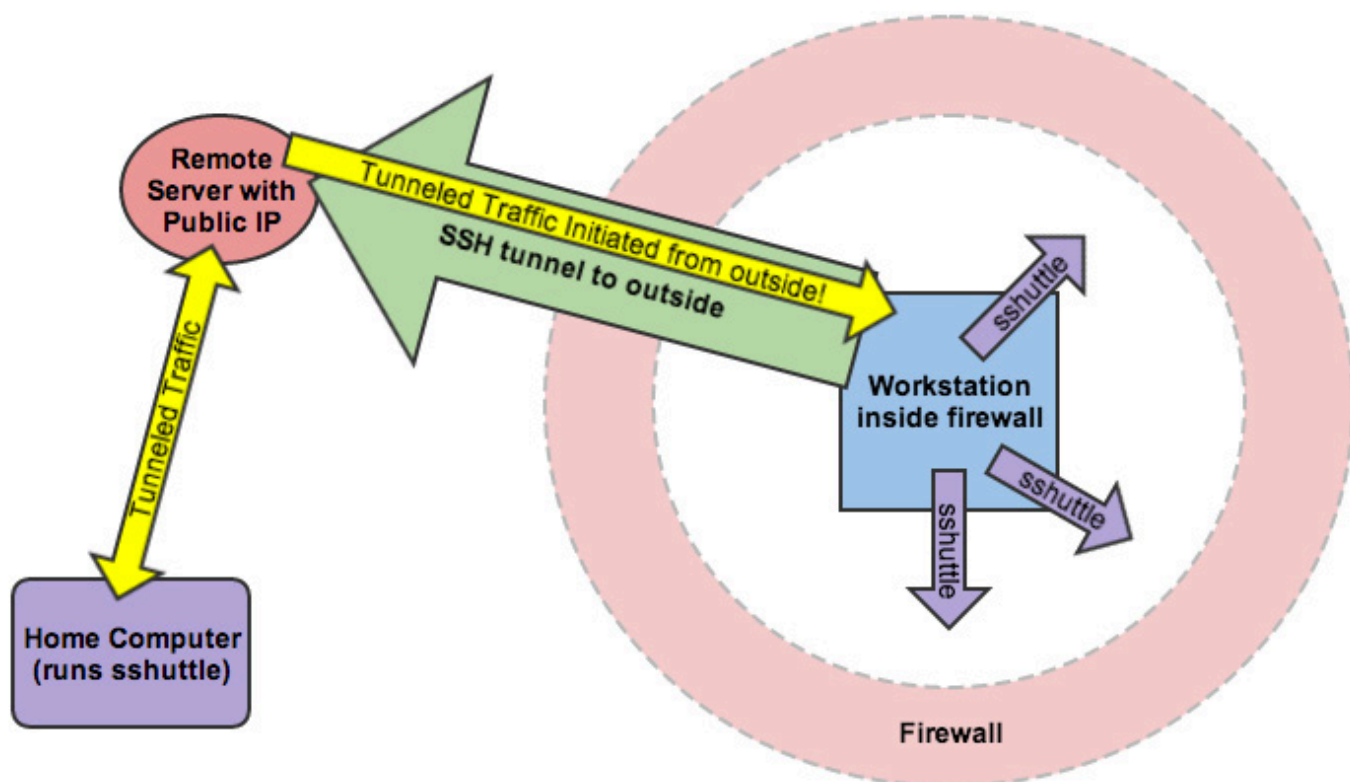 Remote
Server with
Public IP
Tunneled Traffic Initiated from outside!
SSH tunnel to outside
Tunneled Traffic
sshuttle
Workstation
inside firewall
sshuttle
sshuttle
Home Computer
(runs sshuttle)
Firewall